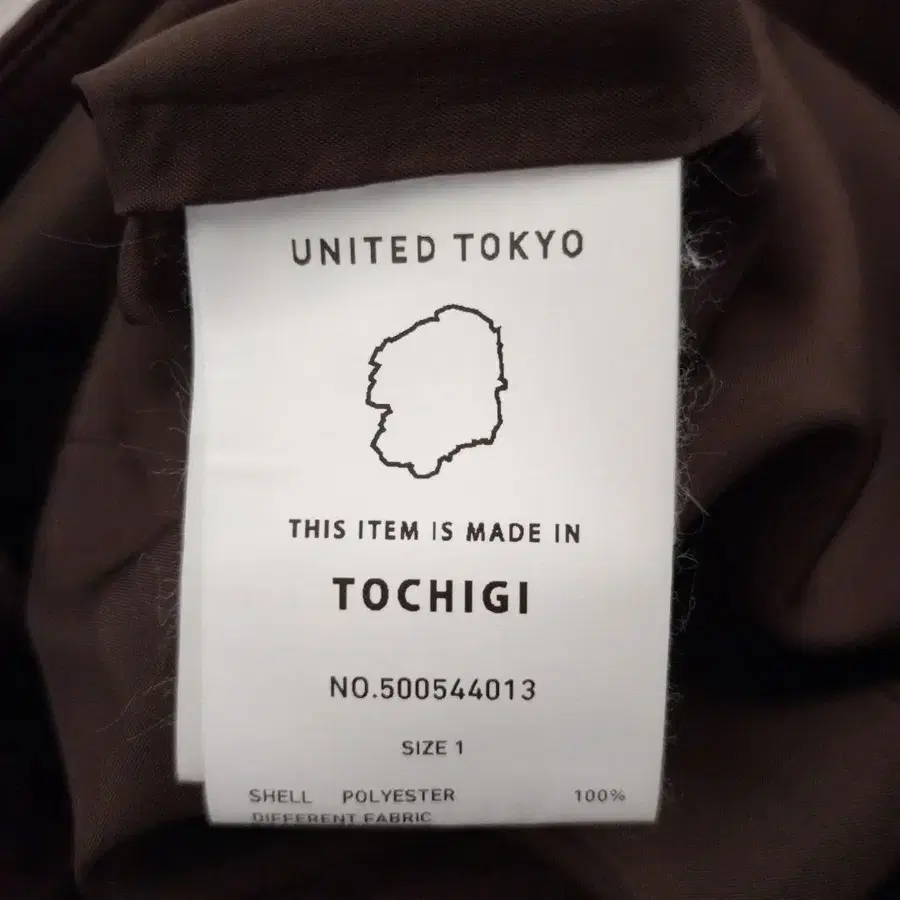 UNITED TOKYO
THIS ITEM IS MADE IN
TOCHIGI
NO.500544013
SIZE 1
SHELL POLYESTER 100%
DIFFERENT FABRIC